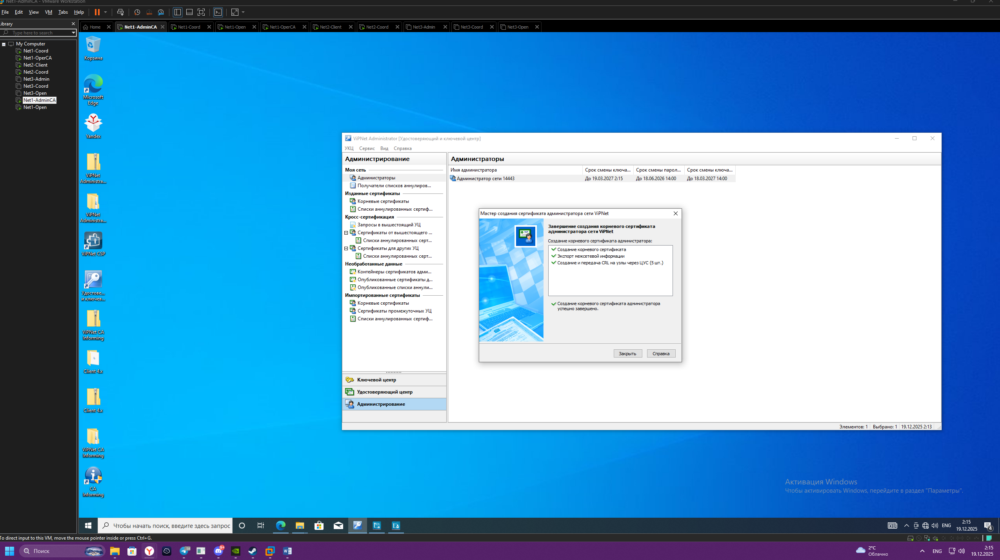 Net1-AdminCA - VMware Workstation
File Edit View VM Tabs Help
Library
Type here to search
My Computer
Net1-Coord
Net1-OperCA
Net2-Client
Net2-Coord
Net3-Admin
Net3-Coord
Net3-Open
Net1-AdminCA
Net1-Open
Home Net1-AdminCA Net1-Coord Net1-Open Net1-OperCA Net2-Client Net2-Coord Net3-Admin Net3-Coord Net3-Open
Корзина
Microsoft
Edge
Yandex
ViPNet
Administra...
ViPNet
Administra...
ViPNet CSP
Удостове...
и ключев...
ViPNet CA
Informing
Client 4.x
Client 4.x
ViPNet CA
Informing
CA
Informing
ViPNet Administrator [Удостоверяющий и ключевой центр]
УКЦ Сервис Вид Справка
Администрирование
Моя сеть
Администраторы
Получатели списков аннулиров...
Изданные сертификаты
Корневые сертификаты
Списки аннулированных сертиф...
Кросс-сертификация
Запросы в вышестоящий УЦ
Сертификаты от вышестоящего ...
Списки аннулированных серт...
Сертификаты для других УЦ
Списки аннулированных серт...
Необработанные данные
Контейнеры сертификатов адми...
Опубликованные сертификаты д...
Опубликованные списки аннули...
Импортированные сертификаты
Корневые сертификаты
Сертификаты промежуточных УЦ
Списки аннулированных сертиф...
Ключевой центр
Удостоверяющий центр
Администрирование
Администраторы
Имя администратора Срок смены ключа... Срок смены парол... Срок смены ключа...
Администратор сети 14443 До 19.03.2027 2:15 До 18.06.2026 14:00 До 18.03.2027 14:00
Мастер создания сертификата администратора сети ViPNet
Завершение создания корневого сертификата
администратора сети ViPNet
Создание корневого сертификата администратора:
Создание корневого сертификата
Экспорт межсетевой информации
Создание и передача CRL на узлы через ЦУС (5 шт.)
Создание корневого сертификата администратора
успешно завершено.
Закрыть Справка
Элементов: 1 Выбрано: 1 19.12.2025 2:13
Активация Windows
Чтобы активировать Windows, перейдите в раздел "Параметры".
Чтобы начать поиск, введите здесь запрос
ENG
2:15
19.12.2025
4
To direct input to this VM, move the mouse pointer inside or press Ctrl+G.
Поиск
58
9+
2°C
Облачно
ENG
2:15
19.12.2025